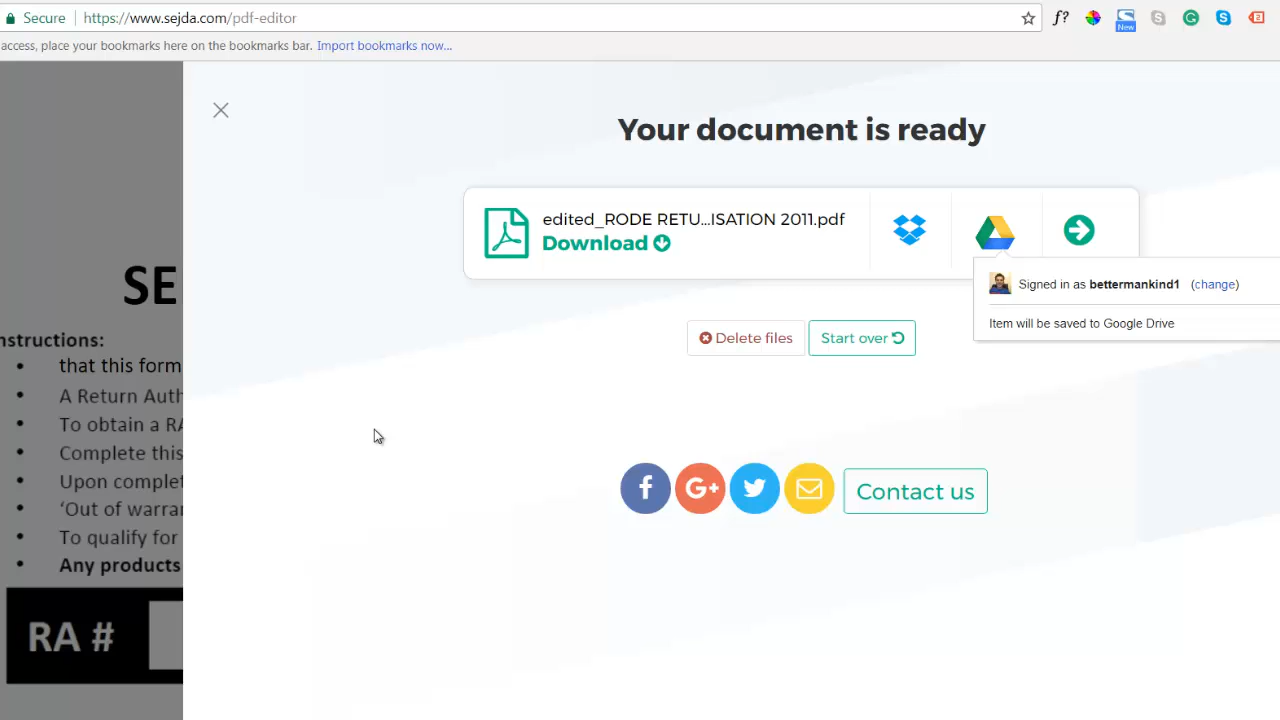 Secure https://www.sejda.com/pdf-editor
f?
New
S
G
S
2
access, place your bookmarks here on the bookmarks bar. Import bookmarks now...
Your document is ready
edited_RODE RETU...ISATION 2011.pdf
Download
Signed in as bettermankind1 (change)
Item will be saved to Google Drive
Delete files
Start over
f
G+
Contact us
SE
nstructions:
• that this form
• A Return Auth
• To obtain a RA
• Complete this
• Upon complet
• ‘Out of warran
• To qualify for
• Any products
RA #